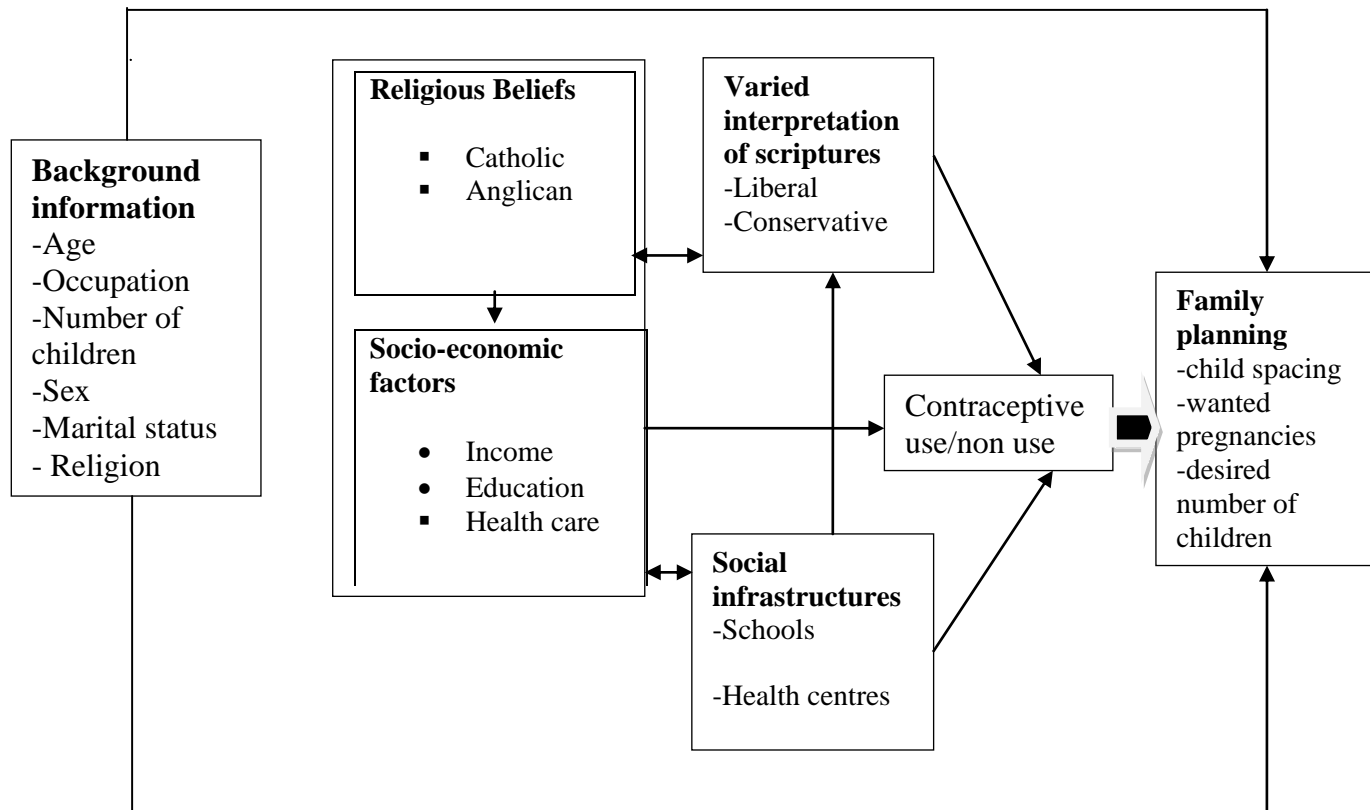 Background
information
-Age
-Occupation
-Number of
children
-Sex
-Marital status
- Religion
Religious Beliefs
▪ Catholic
▪ Anglican
Socio-economic
factors
● Income
● Education
▪ Health care
Varied
interpretation
of scriptures
-Liberal
-Conservative
Social
infrastructures
-Schools
-Health centres
Contraceptive
use/non use
Family
planning
-child spacing
-wanted
pregnancies
-desired
number of
children